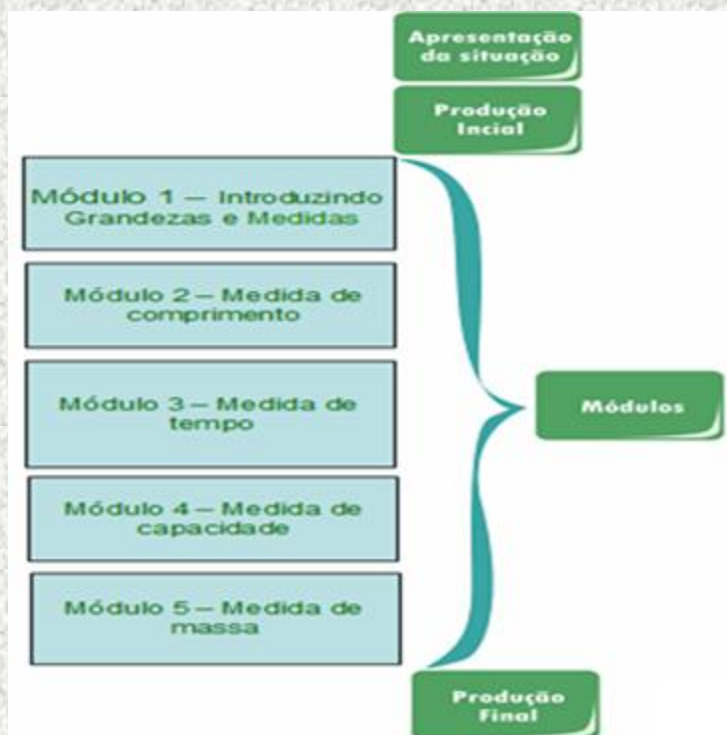 Apresentação
da situação
Produção
Incial
Módulo 1 – Introduzindo
Grandezas e Medidas
Módulo 2 – Medida de
comprimento
Módulo 3 – Medida de
tempo
Módulo 4 – Medida de
capacidade
Módulo 5 – Medida de
massa
Módulos
Produção
Final